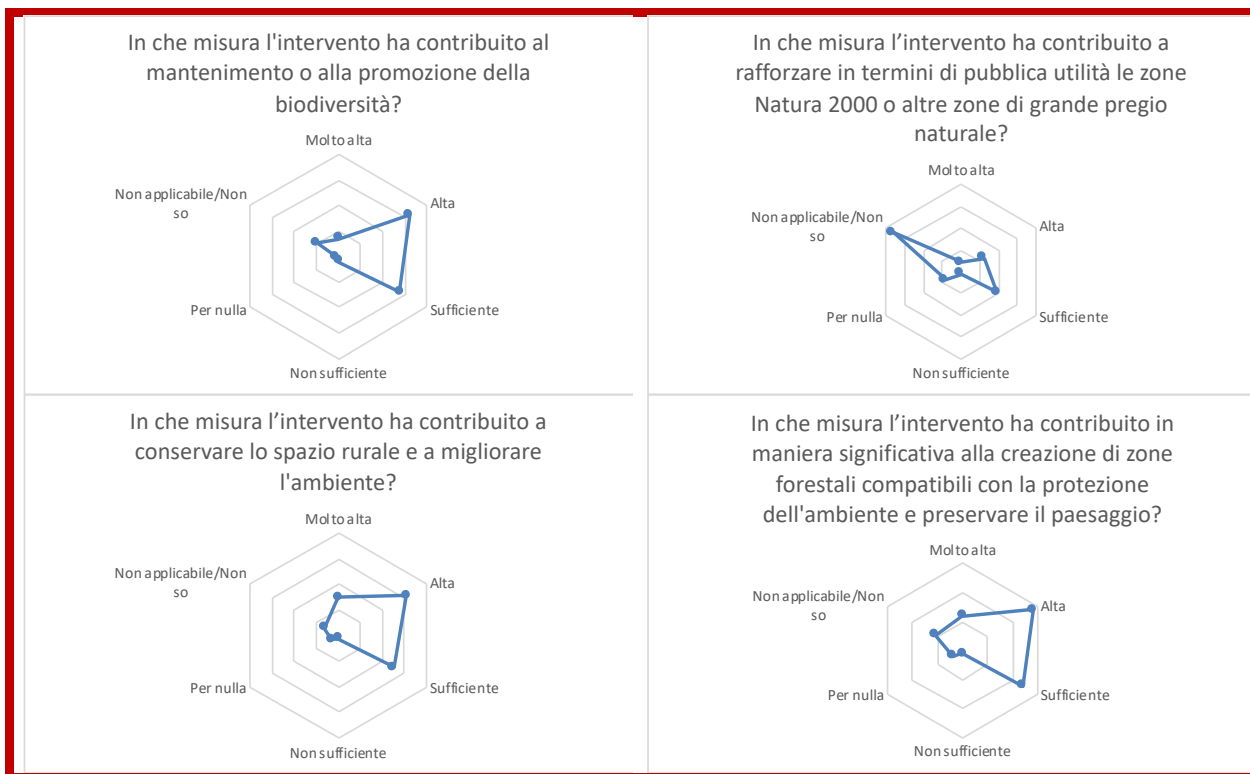 In che misura l'intervento ha contribuito al
mantenimento o alla promozione della
biodiversità?
Molto alta
Non applicabile/Non
so
Alta
Per nulla
Sufficiente
Non sufficiente
In che misura l’intervento ha contribuito a
rafforzare in termini di pubblica utilità le zone
Natura 2000 o altre zone di grande pregio
naturale?
Molto alta
Non applicabile/Non
so
Alta
Per nulla
Sufficiente
Non sufficiente
In che misura l’intervento ha contribuito a
conservare lo spazio rurale e a migliorare
l'ambiente?
Molto alta
Non applicabile/Non
so
Alta
Per nulla
Sufficiente
Non sufficiente
In che misura l’intervento ha contribuito in
maniera significativa alla creazione di zone
forestali compatibili con la protezione
dell'ambiente e preservare il paesaggio?
Molto alta
Non applicabile/Non
so
Alta
Per nulla
Sufficiente
Non sufficiente